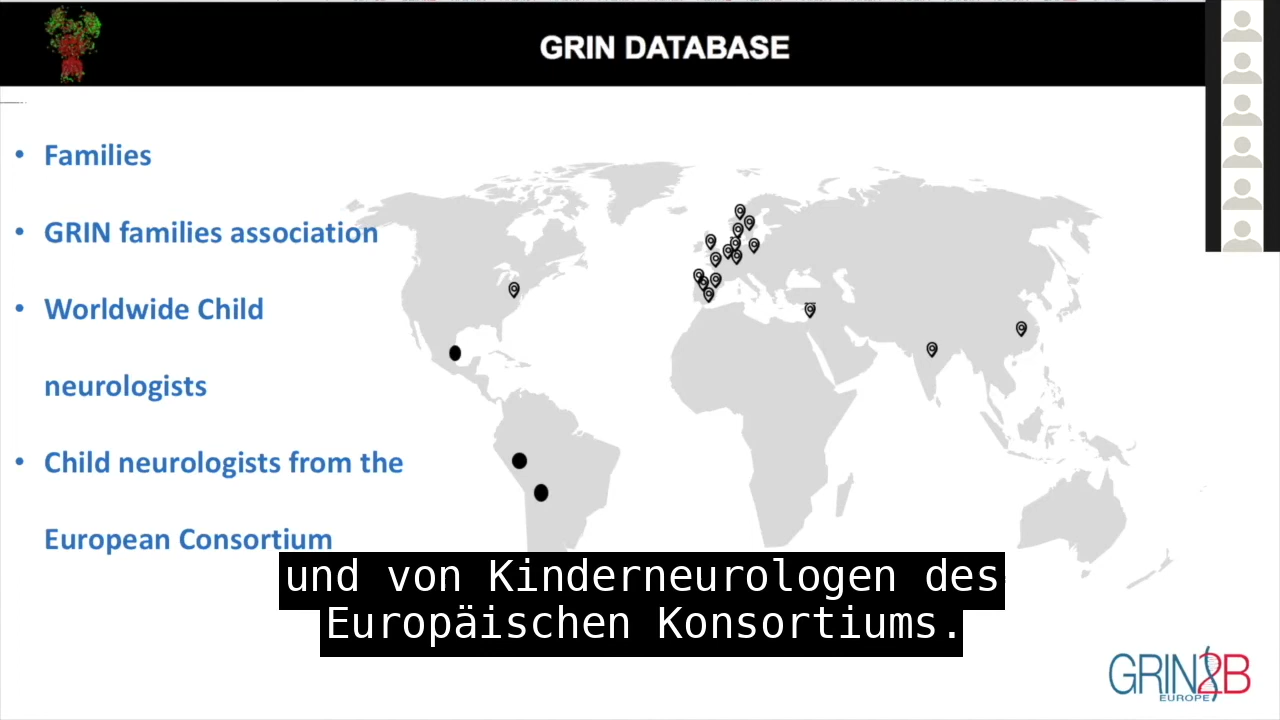 GRIN DATABASE
• Families
• GRIN families association
• Worldwide Child
neurologists
• Child neurologists from the
European Consortium
und von Kinderneurologen des
Europäischen Konsortiums.
GRIN2B
EUROPE